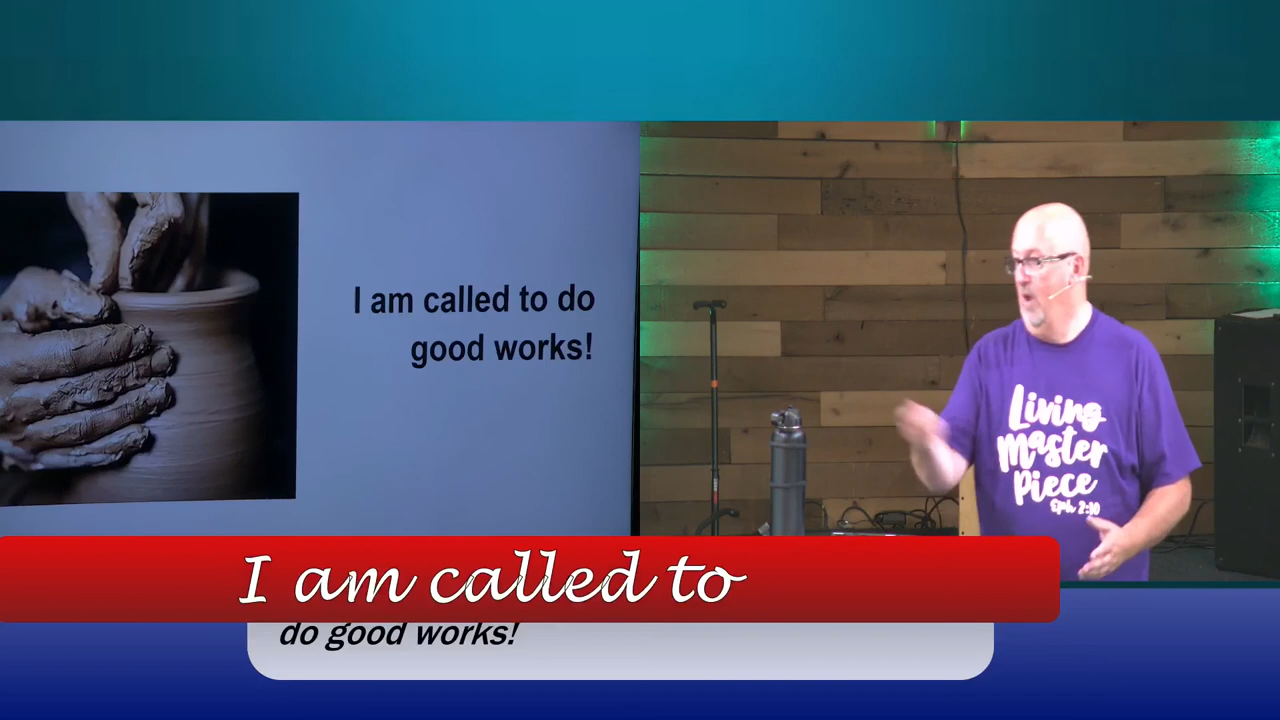 I am called to do
good works!
Living
Master
Piece
Eph 2:10
I am called to
do good works!